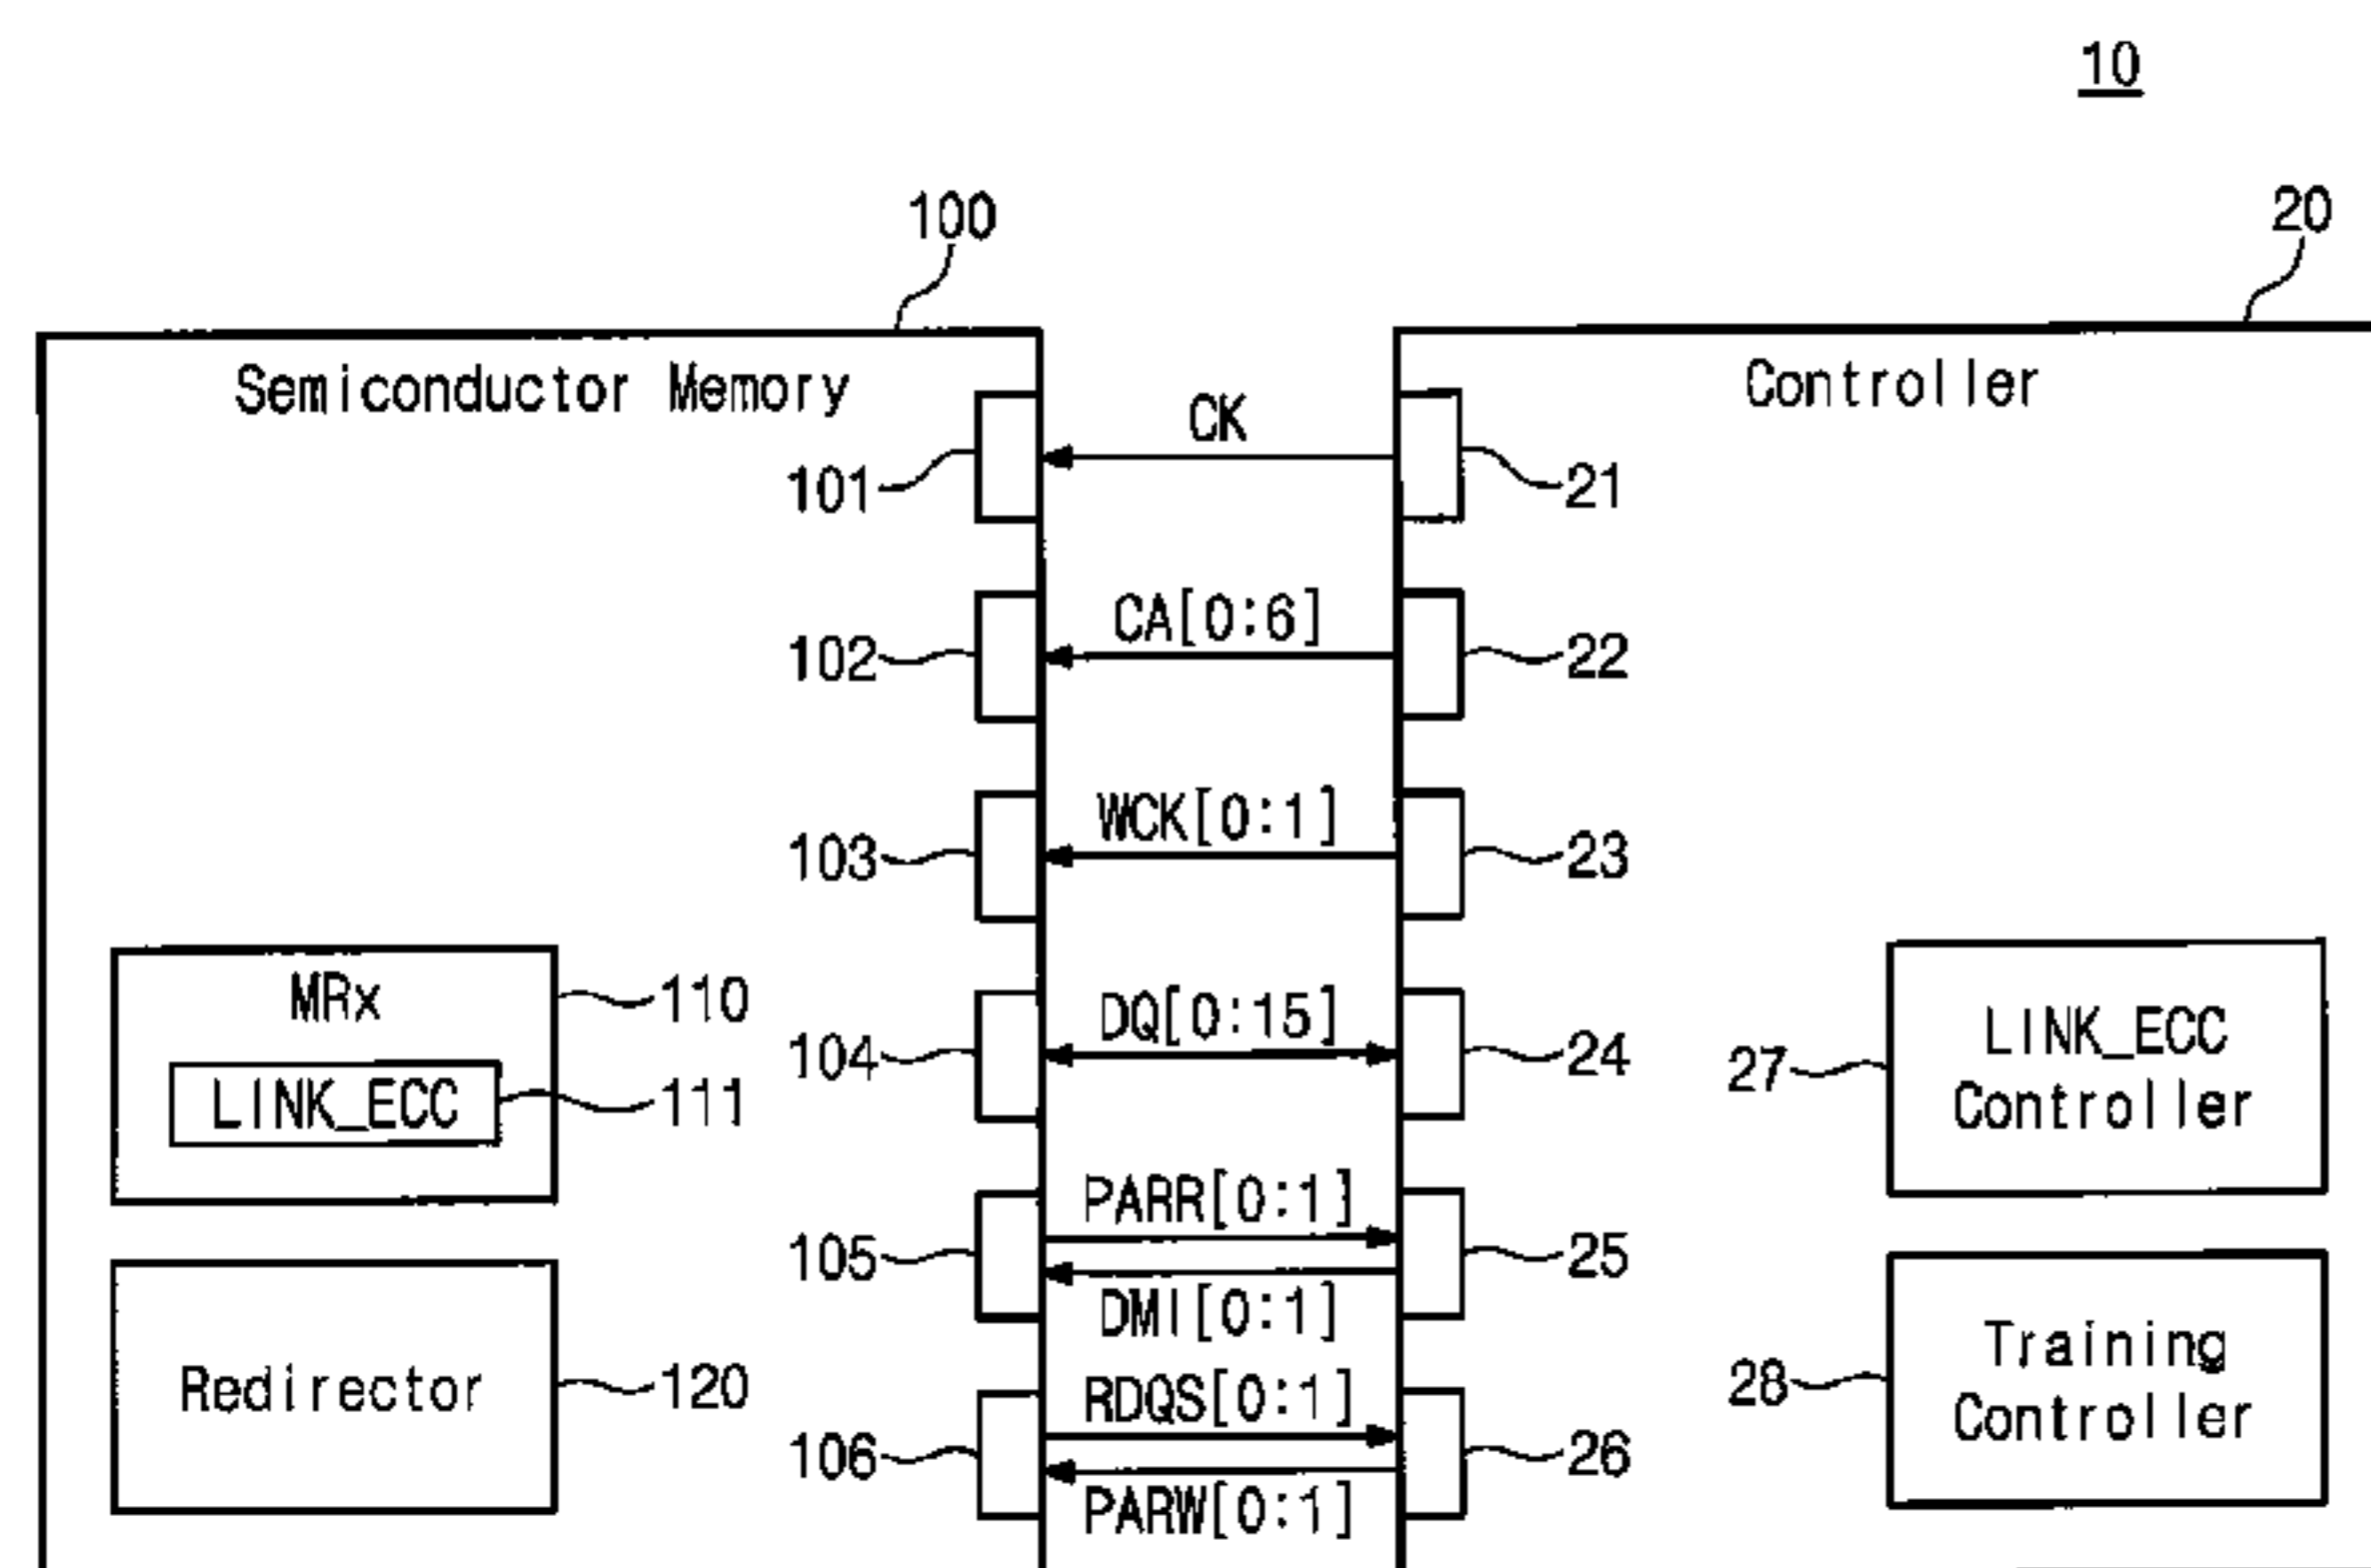 10
100
20
Semiconductor Memory
Controller
CK
101
21
CA[0:6]
102
22
WCK[0:1]
103
23
MRx
110
DQ[0:15]
LINK_ECC
Controller
104
24
27
LINK_ECC
111
PARR[0:1]
105
25
DMI[0:1]
Training
Controller
Redirector
120
RDQS[0:1]
28
106
26
PARW[0:1]